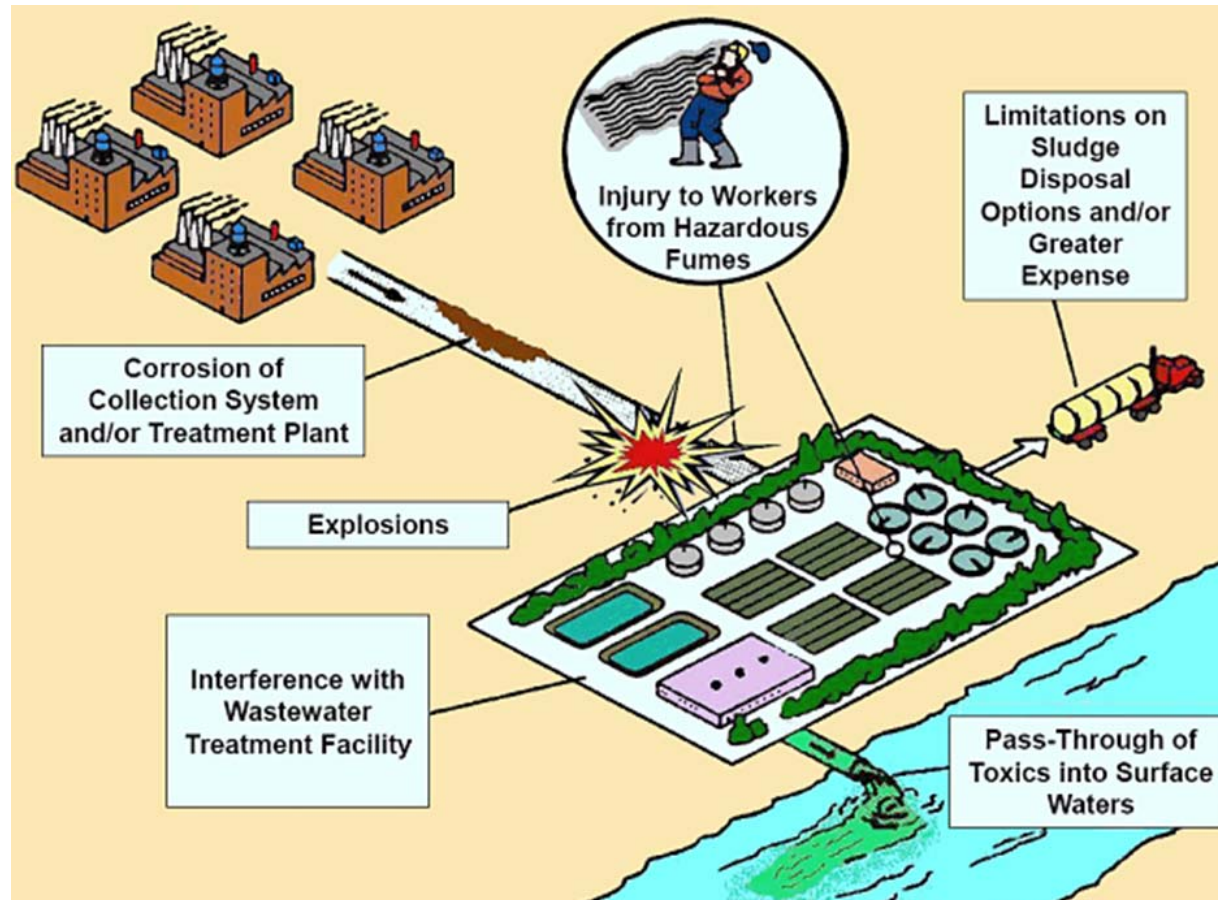 Injury to Workers
from Hazardous
Fumes
Limitations on
Sludge
Disposal
Options and/or
Greater
Expense
Corrosion of
Collection System
and/or Treatment Plant
Explosions
Interference with
Wastewater
Treatment Facility
Pass-Through of
Toxics into Surface
Waters